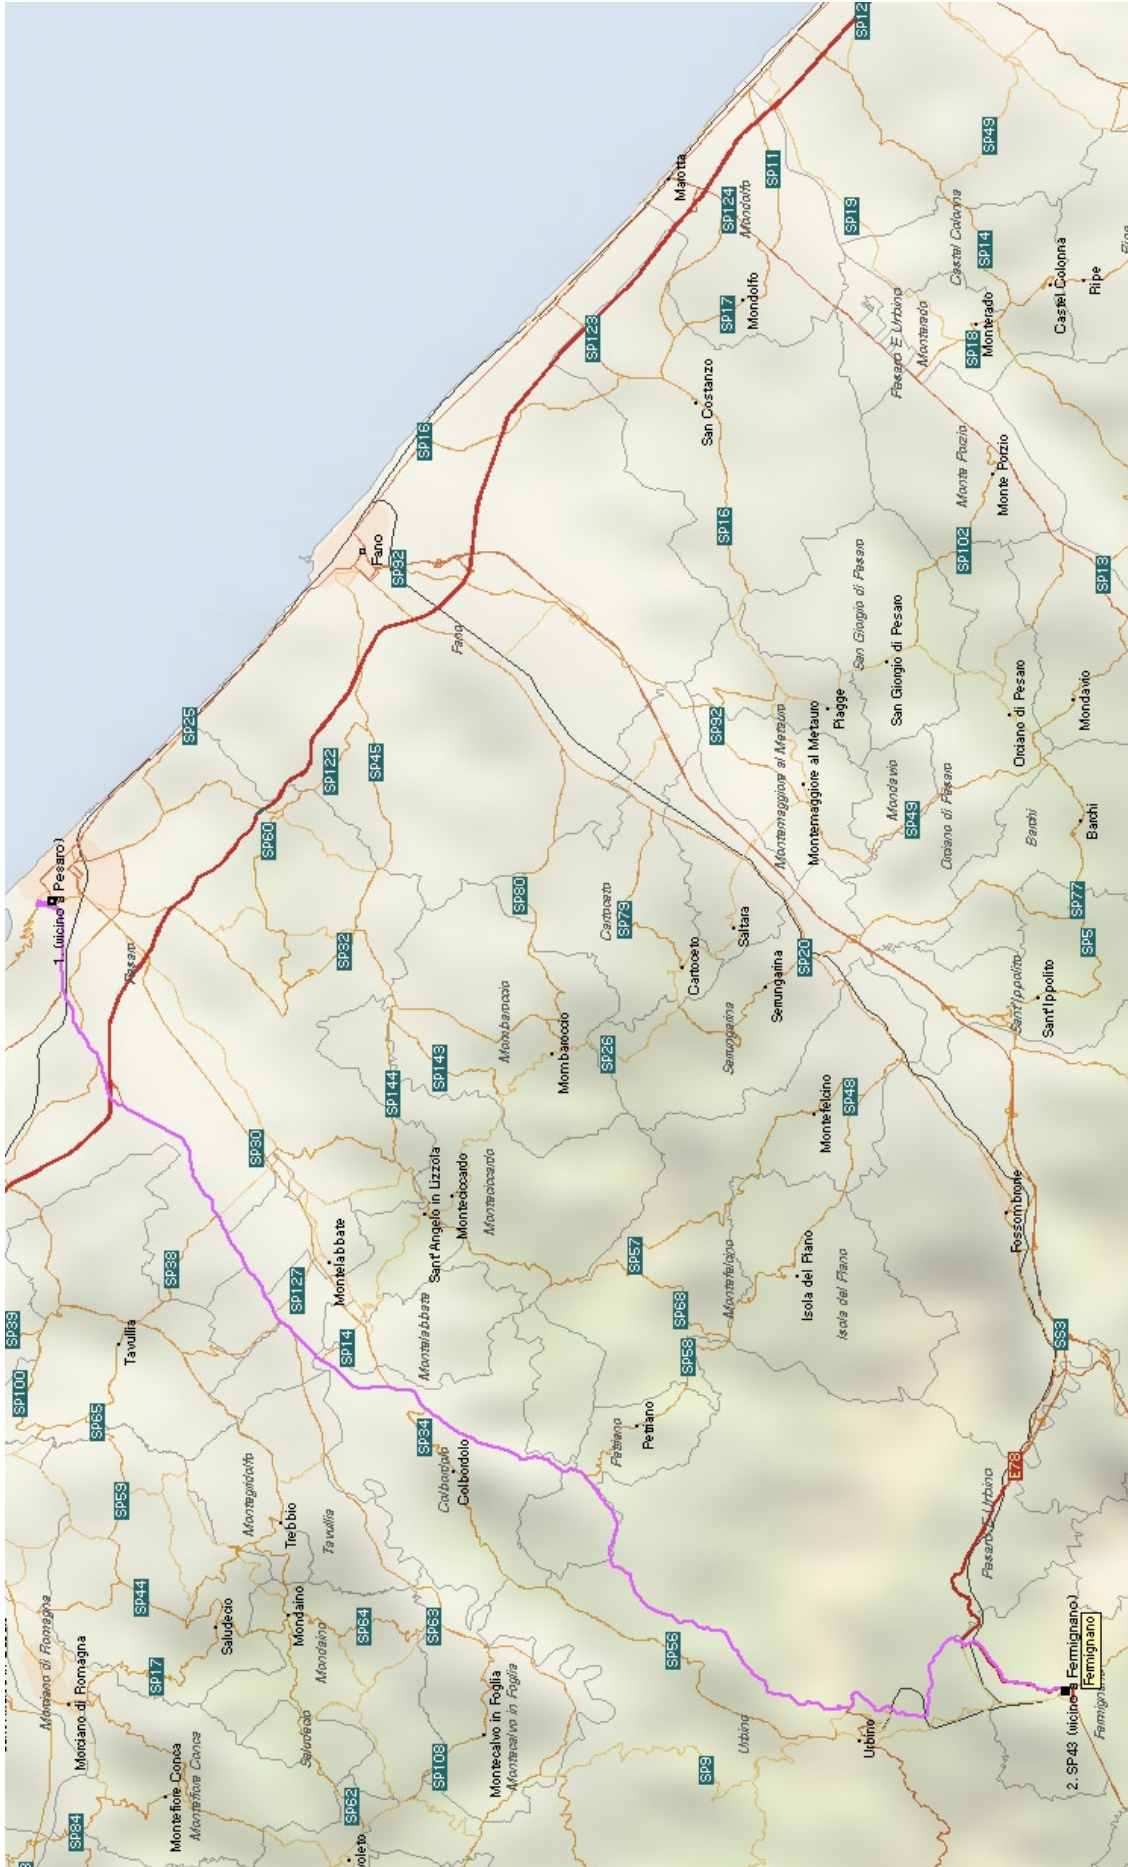 SP12
SP49
Marotta
SP11
SP124
Mondolfo
SP19
Castel Colonna
SP14
Castel Colonna
Ripe
SP17
Mondolfo
SP123
Pesaro E Urbino
Monterado
SP18
Monterado
San Costanzo
SP16
SP16
Monte Porzio
Monte Porzio
SP102
SP13
Fano
SP92
Fano
San Giorgio di Pesaro
San Giorgio di Pesaro
SP25
SP122
SP45
SP92
Piagge
Montemaggiore al Metauro
Montemaggiore al Metauro
Orciano di Pesaro
Mondavio
Mondavio
SP49
Orciano di Pesaro
Barchi
Barchi
SP60
1. (vicino a Pesaro)
Pesaro
SP32
SP80
Cartoceto
SP79
Saltara
Cartoceto
SP20
SP77
SP5
Sant'Ippolito
Sant'Ippolito
Serrungarina
Serrungarina
Mombaroccio
Mombaroccio
SP26
SP143
SP144
SP48
Montefelcino
SP30
Sant'Angelo in Lizzola
Monteciccardo
Monteciccardo
Montelabbate
SP127
SP38
SP57
Montefelcino
Isola del Piano
Isola del Piano
Fossombrone
SP39
Tavullia
SP14
Montelabbate
SP68
SP58
SS3
SP100
SP65
SP34
Colbordolo
Colbordolo
Petriano
Petriano
E78
Pesaro E Urbino
SP59
Montegridolfo
Trebbio
Tavullia
SP44
Saludecio
Mondaino
Mondaino
SP64
SP63
SP56
Morciano di Romagna
Morciano di Romagna
SP17
Saludecio
Montecalvo in Foglia
Montecalvo in Foglia
SP108
Urbino
Urbino
SP9
2. SP43 (vicino a Fermignano)
Fermignano
Fermignano
Montefiore Conca
Montefiore Conca
SP62
SP84